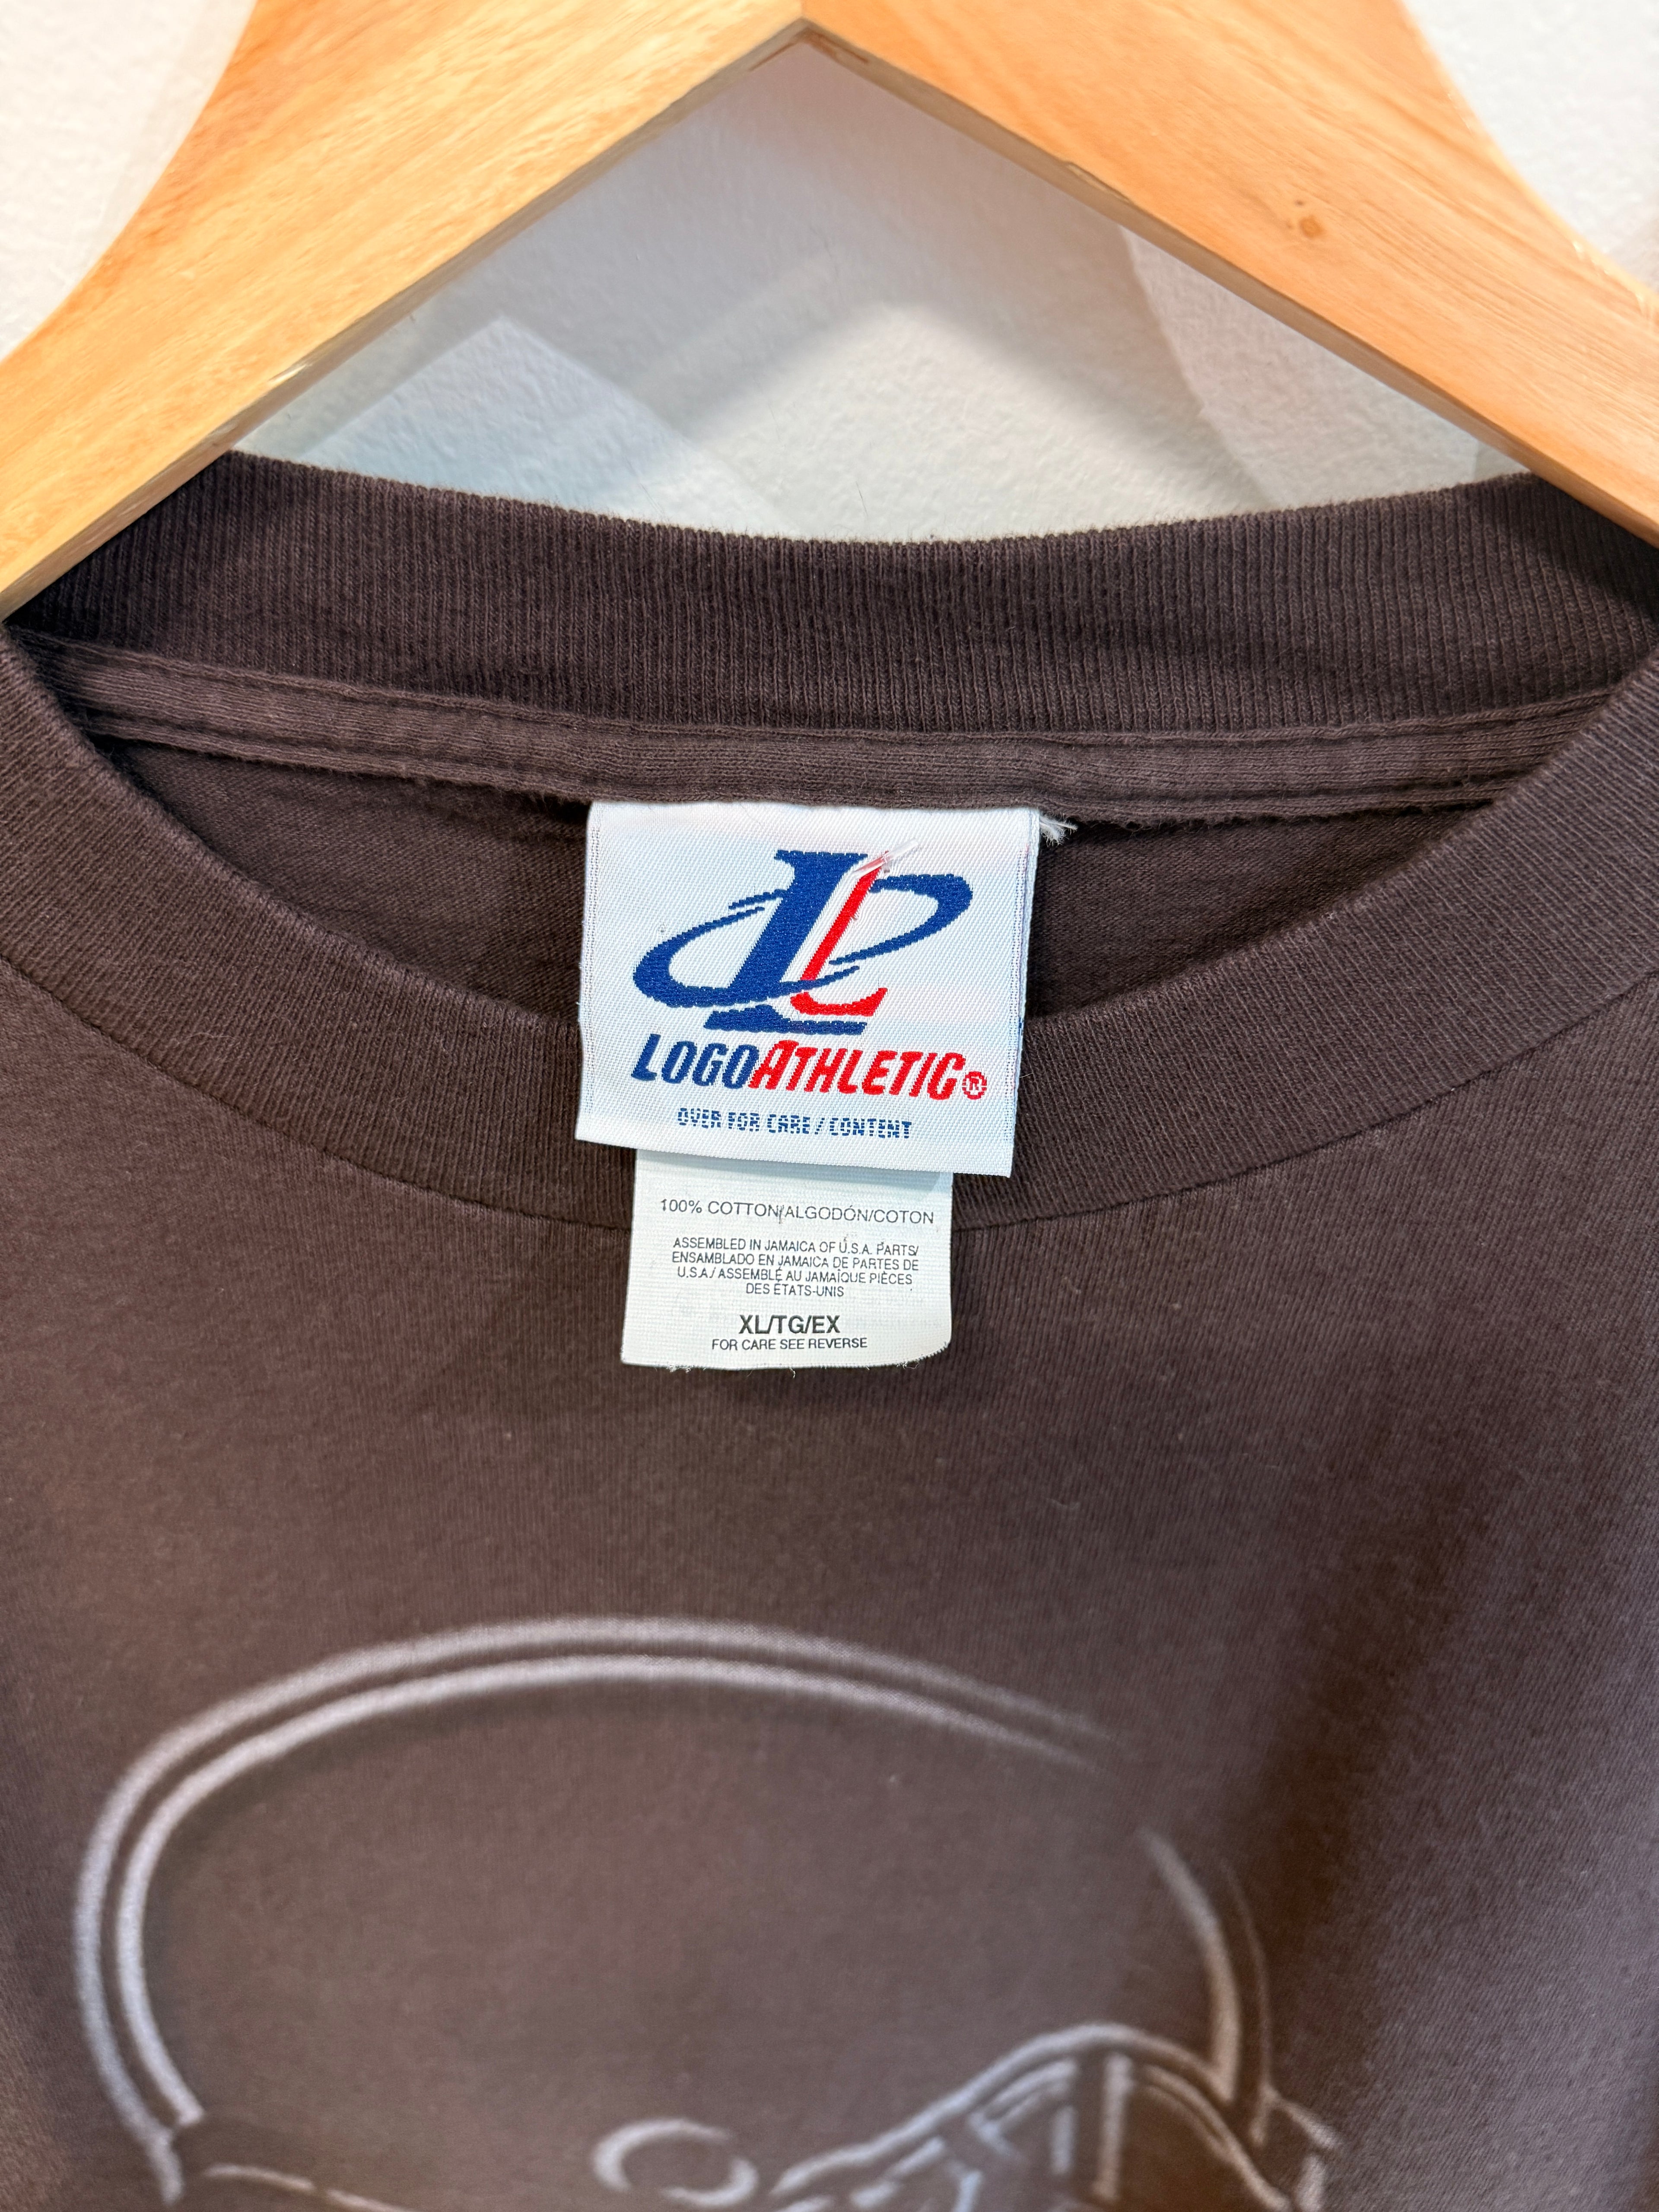 LL
LOGOATHLETIC®
OVER FOR CARE / CONTENT
100% COTTON/ALGODÓN/COTON
ASSEMBLED IN JAMAICA OF U.S.A. PARTS/
ENSAMBLADO EN JAMAICA DE PARTES DE
U.S.A./ ASSEMBLÉ AU JAMAÏQUE PIÈCES
DES ÉTATS-UNIS
XL/TG/EX
FOR CARE SEE REVERSE